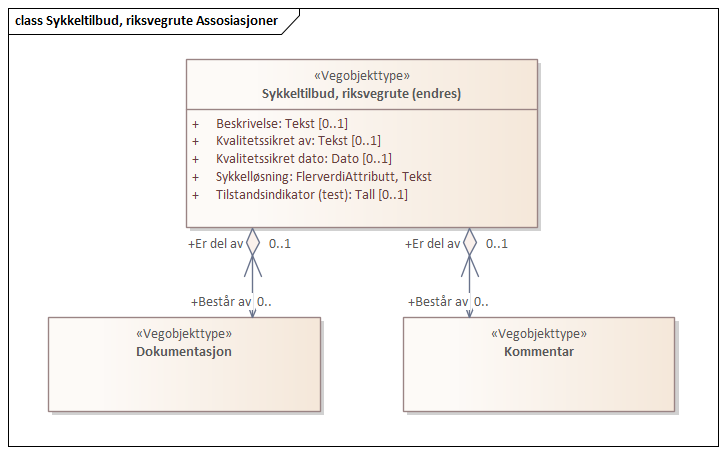 class Sykkeltilbud, riksvegrute Assosiasjoner
«Vegobjekttype»
Sykkeltilbud, riksvegrute (endres)
+ Beskrivelse: Tekst [0..1]
+ Kvalitetssikret av: Tekst [0..1]
+ Kvalitetssikret dato: Dato [0..1]
+ Sykkelløsning: FlerverdiAttributt, Tekst
+ Tilstandsindikator (test): Tall [0..1]
+Er del av 0..1 +Er del av 0..1
+Består av 0.. +Består av 0..
«Vegobjekttype»
Dokumentasjon
«Vegobjekttype»
Kommentar